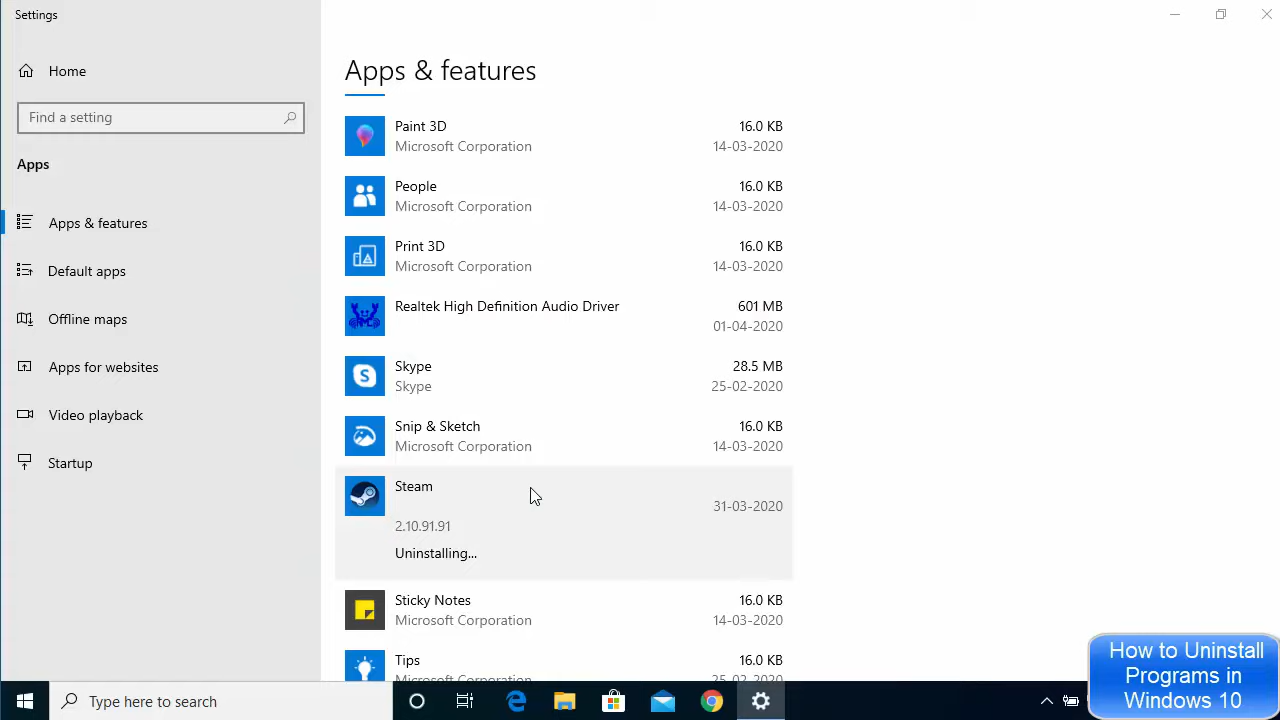 Settings
Home
Find a setting
Apps
Apps & features
Default apps
Offline maps
Apps for websites
Video playback
Startup
Apps & features
Paint 3D 16.0 KB
Microsoft Corporation 14-03-2020
People 16.0 KB
Microsoft Corporation 14-03-2020
Print 3D 16.0 KB
Microsoft Corporation 14-03-2020
Realtek High Definition Audio Driver 601 MB
01-04-2020
Skype 28.5 MB
Skype 25-02-2020
Snip & Sketch 16.0 KB
Microsoft Corporation 14-03-2020
Steam
31-03-2020
2.10.91.91
Uninstalling...
Sticky Notes 16.0 KB
Microsoft Corporation 14-03-2020
Tips 16.0 KB
Microsoft Corporation 25-02-2020
Type here to search
How to Uninstall
Programs in
Windows 10